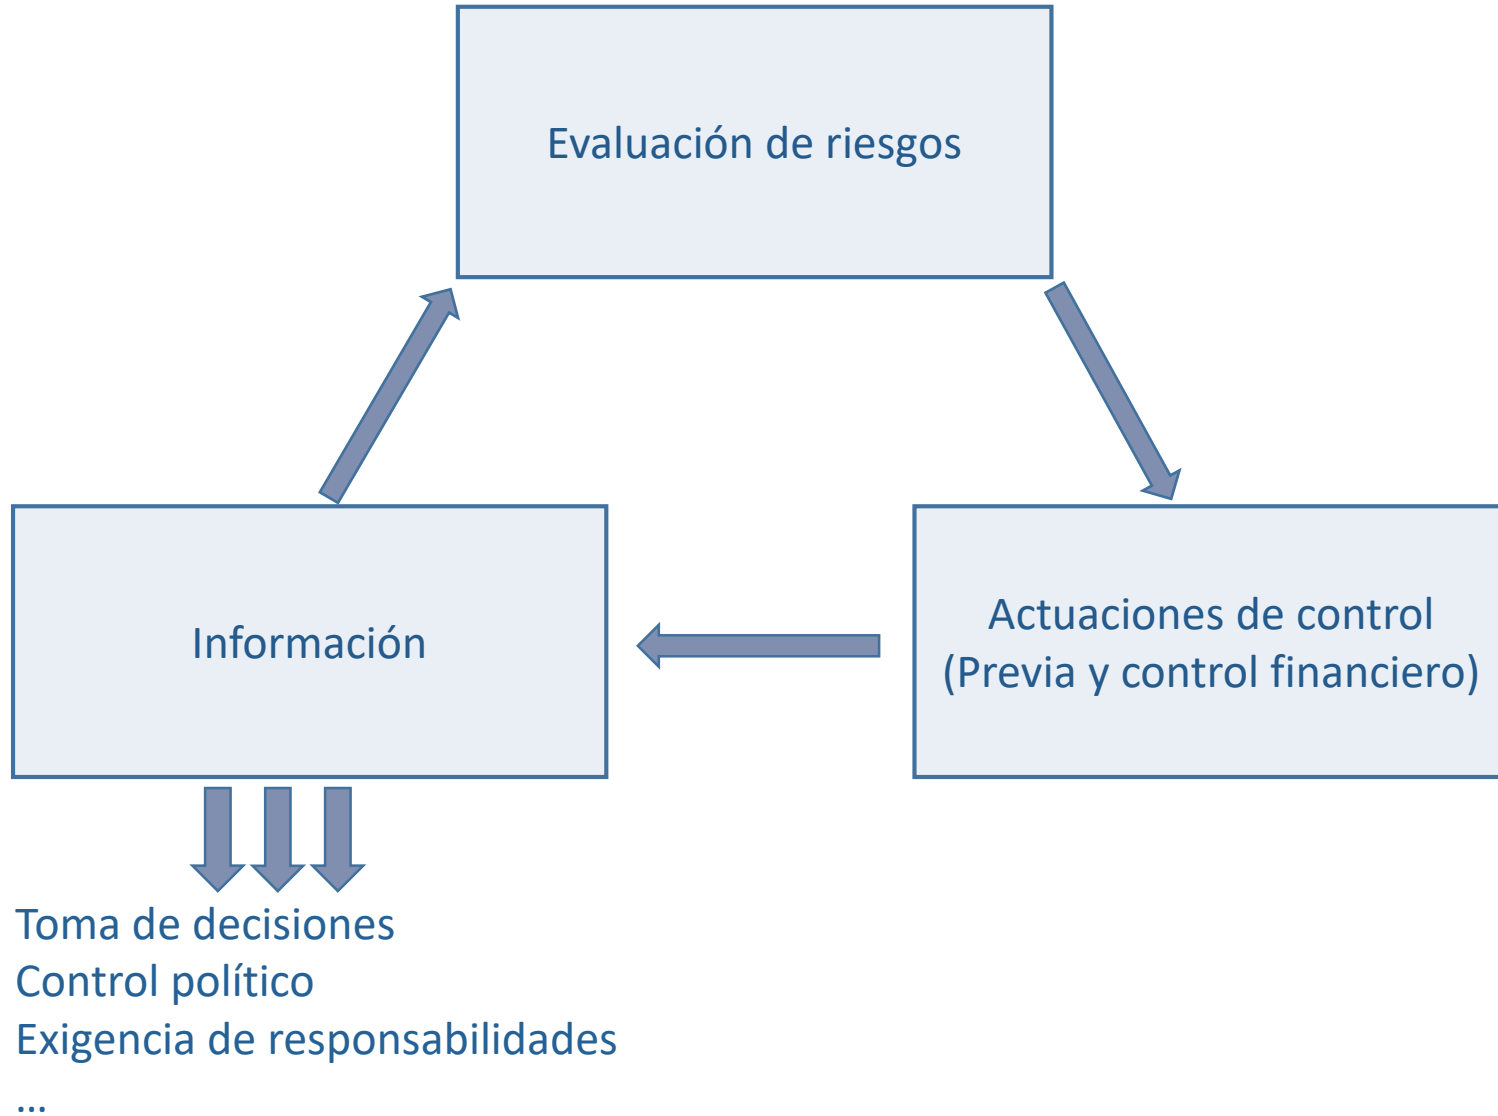 Evaluación de riesgos
Información
Actuaciones de control
(Previa y control financiero)
Toma de decisiones
Control político
Exigencia de responsabilidades
…